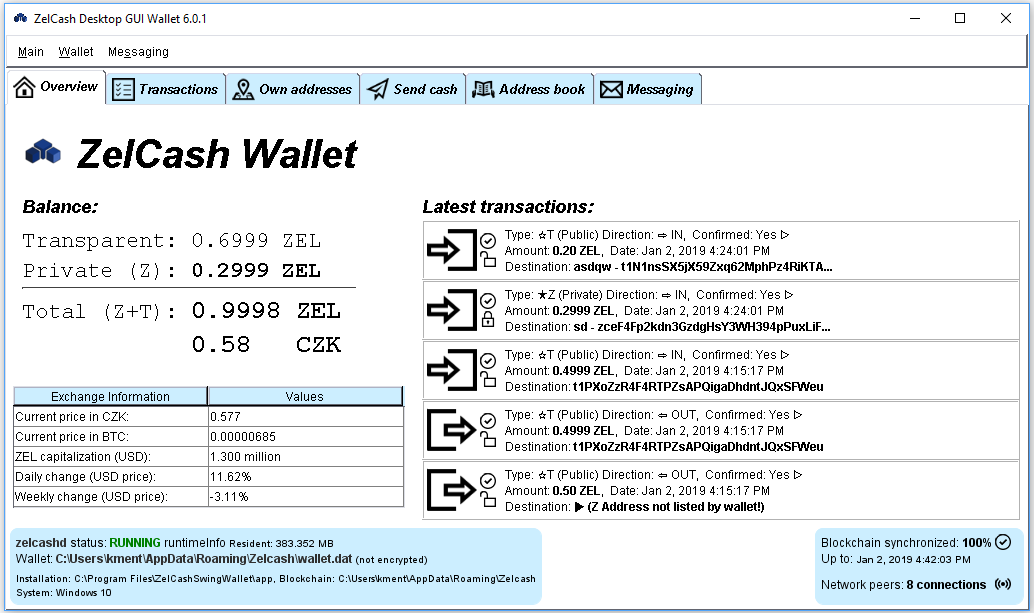 ZelCash Desktop GUI Wallet 6.0.1
Main Wallet Messaging
Overview Transactions Own addresses Send cash Address book Messaging
ZelCash Wallet
Balance:
Transparent: 0.6999 ZEL
Private (Z): 0.2999 ZEL
Total (Z+T): 0.9998 ZEL
0.58 CZK
Exchange Information Values
Current price in CZK: 0.577
Current price in BTC: 0.00000685
ZEL capitalization (USD): 1.300 million
Daily change (USD price): 11.62%
Weekly change (USD price): -3.11%
Latest transactions:
Type: ☆T (Public) Direction: ⇨ IN, Confirmed: Yes ▷
Amount: 0.20 ZEL, Date: Jan 2, 2019 4:24:01 PM
Destination: asdqw - t1N1nsSX5jX59Zxq62MphPz4RiKTA...
Type: ★Z (Private) Direction: ⇨ IN, Confirmed: Yes ▷
Amount: 0.2999 ZEL, Date: Jan 2, 2019 4:24:01 PM
Destination: sd - zceF4Fp2kdn3GzdgHsY3WH394pPuxLiF...
Type: ☆T (Public) Direction: ⇨ IN, Confirmed: Yes ▷
Amount: 0.4999 ZEL, Date: Jan 2, 2019 4:15:17 PM
Destination: t1PXoZzR4F4RTPZsAPQigaDhdntJQxSFWeu
Type: ☆T (Public) Direction: ⇦ OUT, Confirmed: Yes ▷
Amount: 0.4999 ZEL, Date: Jan 2, 2019 4:15:17 PM
Destination: t1PXoZzR4F4RTPZsAPQigaDhdntJQxSFWeu
Type: ☆T (Public) Direction: ⇦ OUT, Confirmed: Yes ▷
Amount: 0.50 ZEL, Date: Jan 2, 2019 4:15:17 PM
Destination: ▶ (Z Address not listed by wallet!)
zelcashd status: RUNNING runtimeInfo Resident: 383.352 MB
Wallet: C:\Users\kment\AppData\Roaming\Zelcash\wallet.dat (not encrypted)
Installation: C:\Program Files\ZelCashSwingWallet\app, Blockchain: C:\Users\kment\AppData\Roaming\Zelcash
System: Windows 10
Blockchain synchronized: 100%
Up to: Jan 2, 2019 4:42:03 PM
Network peers: 8 connections